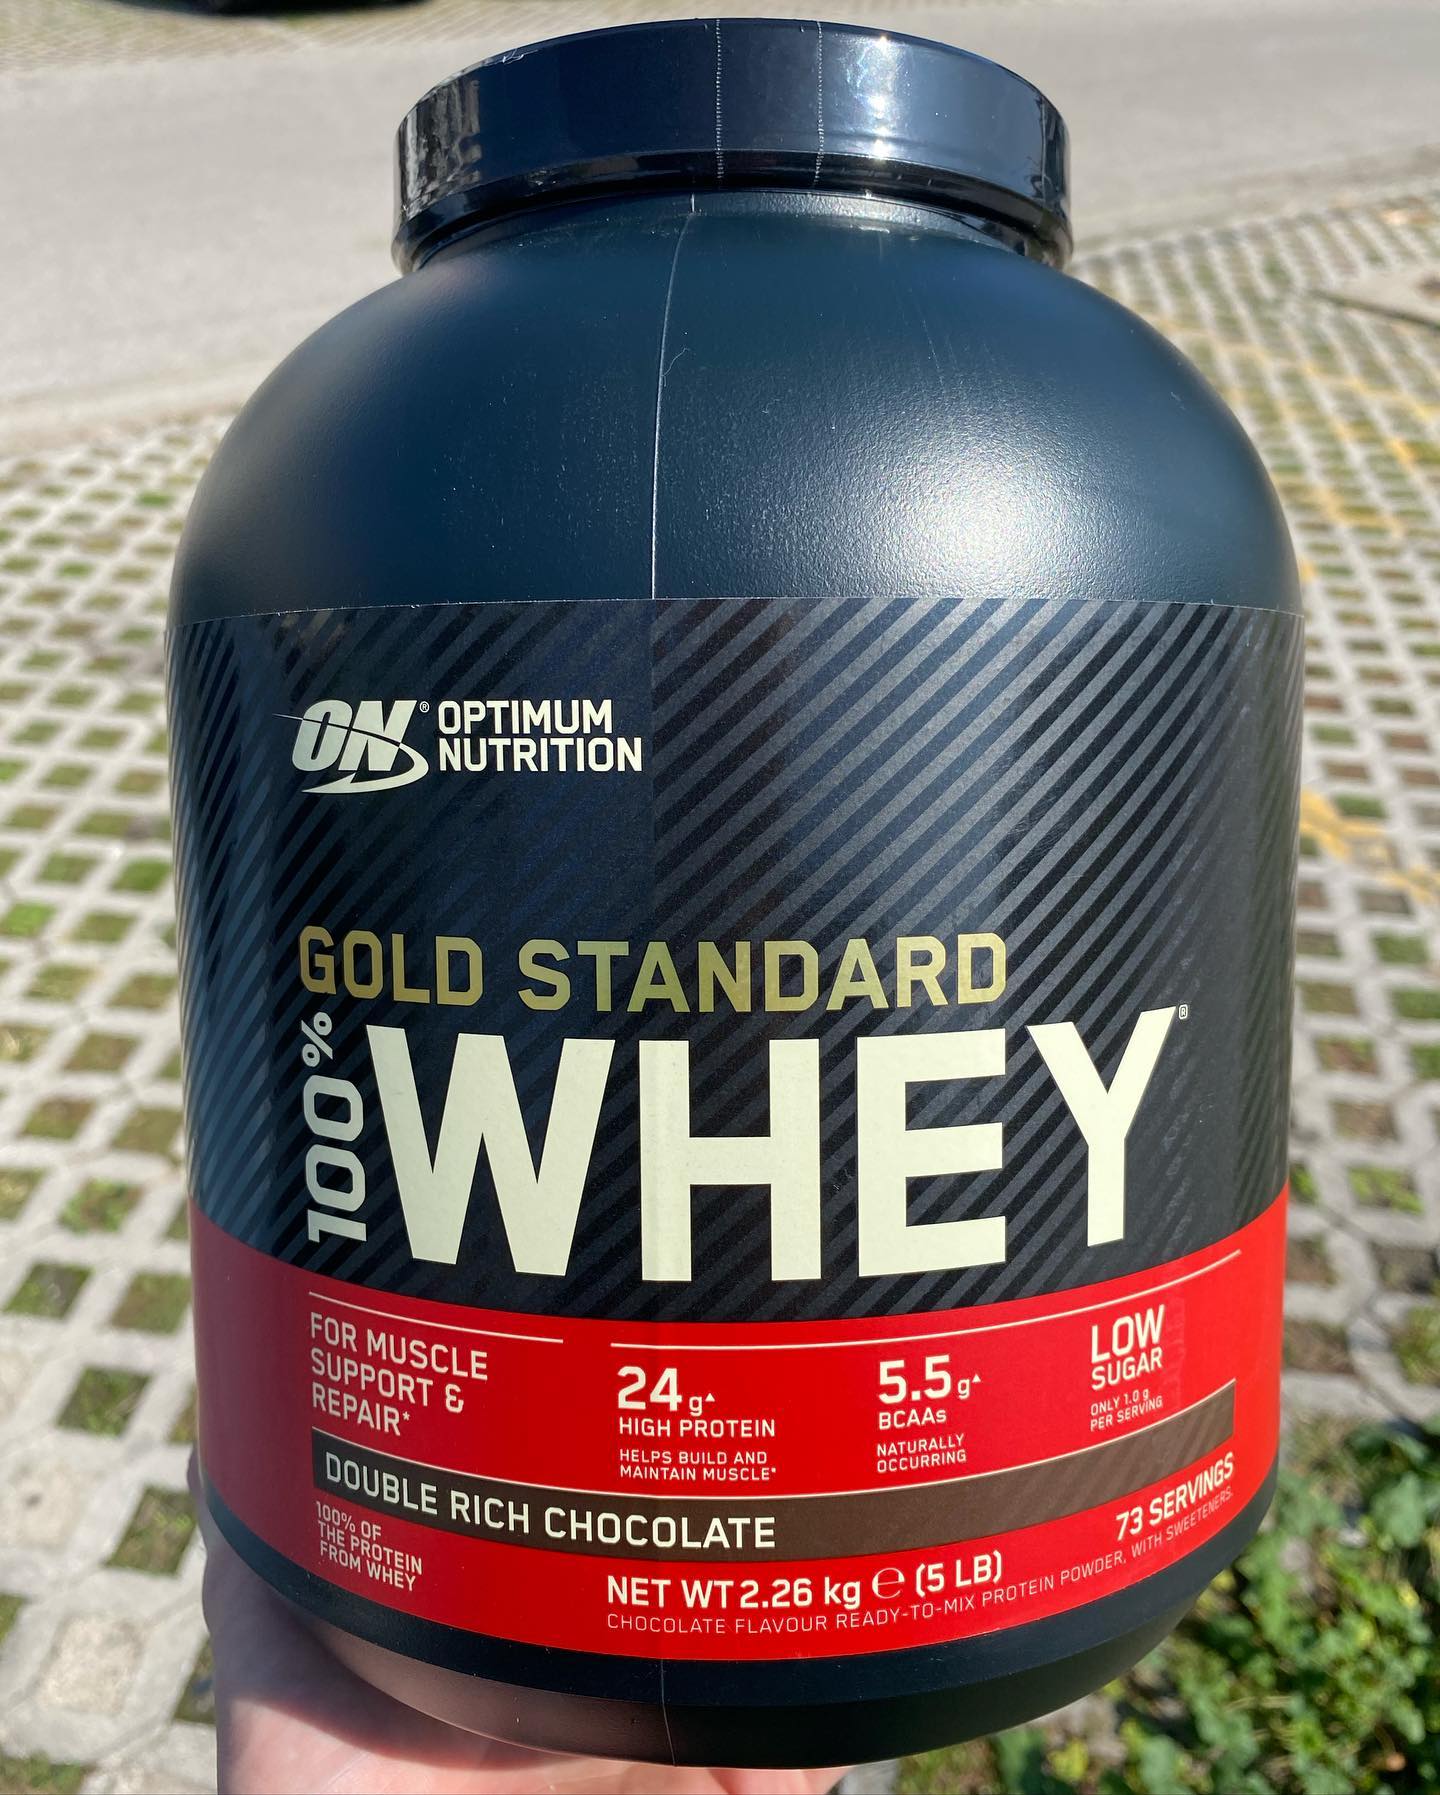 ON®
OPTIMUM
NUTRITION
GOLD STANDARD
100%
WHEY®
FOR MUSCLE
SUPPORT &
REPAIR*
24 g▲
HIGH PROTEIN
HELPS BUILD AND
MAINTAIN MUSCLE*
5.5 g▲
BCAAs
NATURALLY
OCCURRING
LOW
SUGAR
ONLY 1.0 g
PER SERVING
DOUBLE RICH CHOCOLATE
100% OF
THE PROTEIN
FROM WHEY
73 SERVINGS
NET WT 2.26 kg ℮ (5 LB)
CHOCOLATE FLAVOUR READY-TO-MIX PROTEIN POWDER, WITH SWEETENERS.